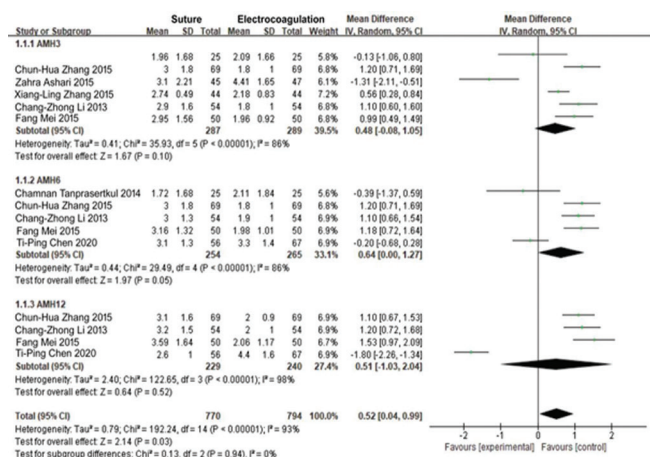 Suture Electrocoagulation Mean Difference Mean Difference
Study or Subgroup Mean SD Total Mean SD Total Weight IV, Random, 95% CI IV, Random, 95% CI
1.1.1 AMH3
1.96 1.68 25 2.09 1.66 25 5.8% -0.13 [-1.06, 0.80]
Chun-Hua Zhang 2015 3 1.8 69 1.8 1 69 6.9% 1.20 [0.71, 1.69]
Zahra Ashari 2015 3.1 2.21 45 4.41 1.65 47 6.2% -1.31 [-2.11, -0.51]
Xiang-Ling Zhang 2015 2.74 0.49 44 2.18 0.83 44 7.1% 0.56 [0.28, 0.84]
Chang-Zhong Li 2013 2.9 1.6 54 1.8 1 54 6.9% 1.10 [0.60, 1.60]
Fang Mei 2015 2.95 1.56 50 1.96 0.92 50 6.9% 0.99 [0.49, 1.49]
Subtotal (95% CI) 287 289 39.5% 0.48 [-0.08, 1.05]
Heterogeneity: Tau² = 0.41; Chi² = 35.93, df = 5 (P < 0.00001); I² = 86%
Test for overall effect: Z = 1.67 (P = 0.10)
1.1.2 AMH6
Chamnan Tanprasertkul 2014 1.72 1.68 25 2.11 1.84 25 5.6% -0.39 [-1.37, 0.59]
Chun-Hua Zhang 2015 3 1.8 69 1.8 1 69 6.9% 1.20 [0.71, 1.69]
Chang-Zhong Li 2013 3 1.3 54 1.9 1 54 6.9% 1.10 [0.66, 1.54]
Fang Mei 2015 3.16 1.32 50 1.98 1.01 50 6.9% 1.18 [0.72, 1.64]
Ti-Ping Chen 2020 3.1 1.3 56 3.3 1.4 67 6.9% -0.20 [-0.68, 0.28]
Subtotal (95% CI) 254 265 33.1% 0.64 [0.00, 1.27]
Heterogeneity: Tau² = 0.44; Chi² = 29.49, df = 4 (P < 0.00001); I² = 86%
Test for overall effect: Z = 1.97 (P = 0.05)
1.1.3 AMH12
Chun-Hua Zhang 2015 3.1 1.6 69 2 0.9 69 6.9% 1.10 [0.67, 1.53]
Chang-Zhong Li 2013 3.2 1.5 54 2 1 54 6.9% 1.20 [0.72, 1.68]
Fang Mei 2015 3.59 1.64 50 2.06 1.17 50 6.7% 1.53 [0.97, 2.09]
Ti-Ping Chen 2020 2.6 1 56 4.4 1.6 67 6.9% -1.80 [-2.26, -1.34]
Subtotal (95% CI) 229 240 27.4% 0.51 [-1.03, 2.04]
Heterogeneity: Tau² = 2.40; Chi² = 122.65, df = 3 (P < 0.00001); I² = 98%
Test for overall effect: Z = 0.64 (P = 0.52)
Total (95% CI) 770 794 100.0% 0.52 [0.04, 0.99]
Heterogeneity: Tau² = 0.79; Chi² = 192.24, df = 14 (P < 0.00001); I² = 93%
Test for overall effect: Z = 2.14 (P = 0.03)
Test for subgroup differences: Chi² = 0.13, df = 2 (P = 0.94), I² = 0%
-2 -1 0 1 2
Favours [experimental] Favours [control]